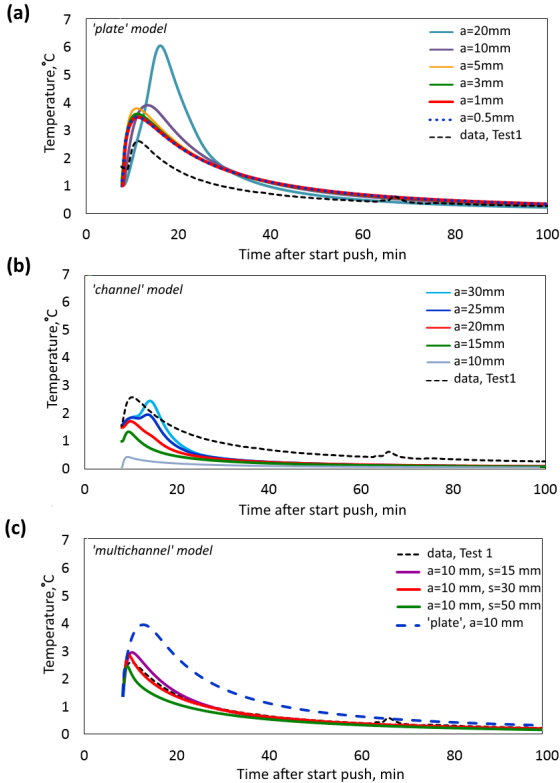 (a)
'plate' model
7
6
5
4
3
2
1
0
Temperature,°C
a=20mm
a=10mm
a=5mm
a=3mm
a=1mm
a=0.5mm
data, Test1
0 20 40 60 80 100
Time after start push, min
(b)
'channel' model
7
6
5
4
3
2
1
0
Temperature,°C
a=30mm
a=25mm
a=20mm
a=15mm
a=10mm
data, Test1
0 20 40 60 80 100
Time after start push, min
(c)
'multichannel' model
7
6
5
4
3
2
1
0
Temperature,°C
data, Test 1
a=10 mm, s=15 mm
a=10 mm, s=30 mm
a=10 mm, s=50 mm
'plate', a=10 mm
0 20 40 60 80 100
Time after start push, min